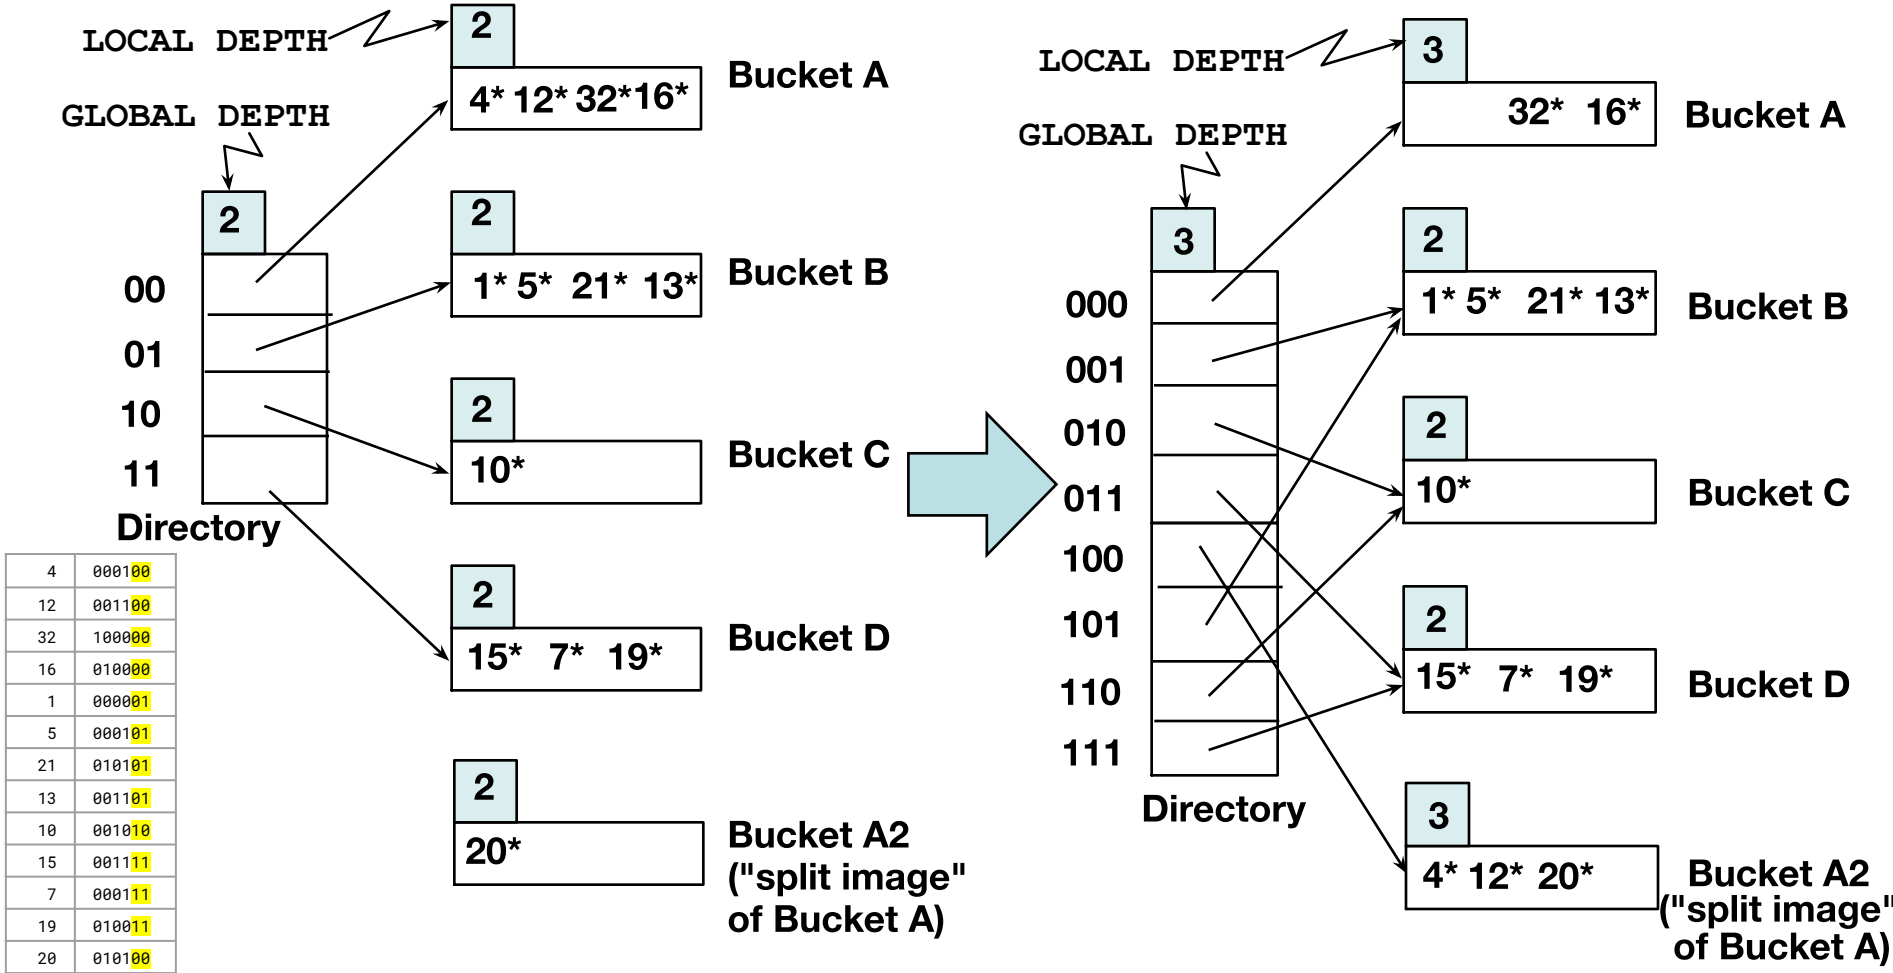 LOCAL DEPTH
2
4* 12* 32* 16*
Bucket A
GLOBAL DEPTH
2
2
1* 5* 21* 13*
Bucket B
00
01
10
11
Directory
2
10*
Bucket C
2
15* 7* 19*
Bucket D
2
20*
Bucket A2
("split image"
of Bucket A)
4 000100
12 001100
32 100000
16 010000
1 000001
5 000101
21 010101
13 001101
10 001010
15 001111
7 000111
19 010011
20 010100
LOCAL DEPTH
3
32* 16*
Bucket A
GLOBAL DEPTH
3
2
1* 5* 21* 13*
Bucket B
000
001
010
011
100
101
110
111
Directory
2
10*
Bucket C
2
15* 7* 19*
Bucket D
3
4* 12* 20*
Bucket A2
("split image"
of Bucket A)